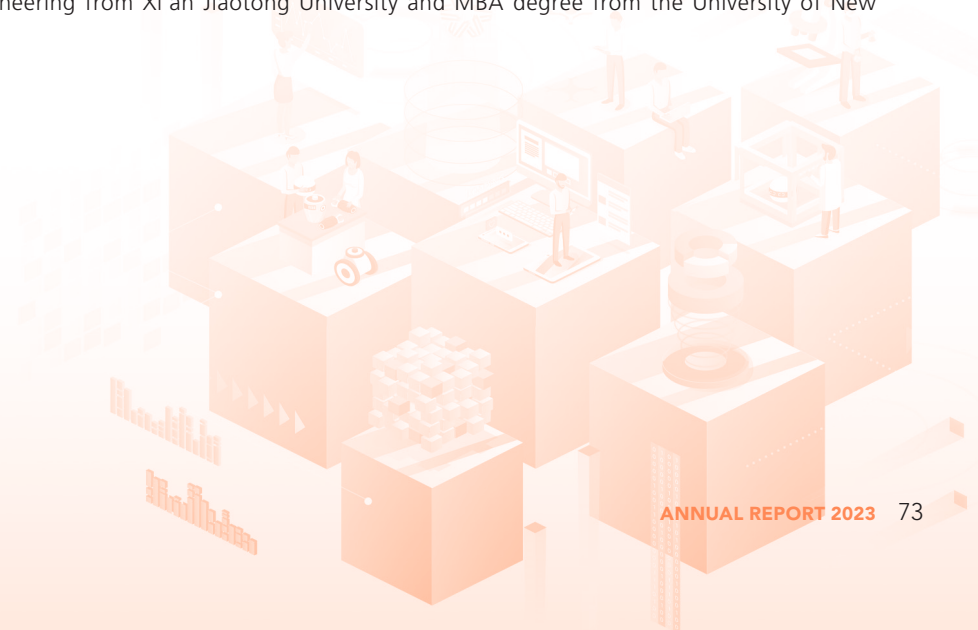 neering from Xi'an Jiaotong University and MBA degree from the University of New
ANNUAL REPORT 2023 73